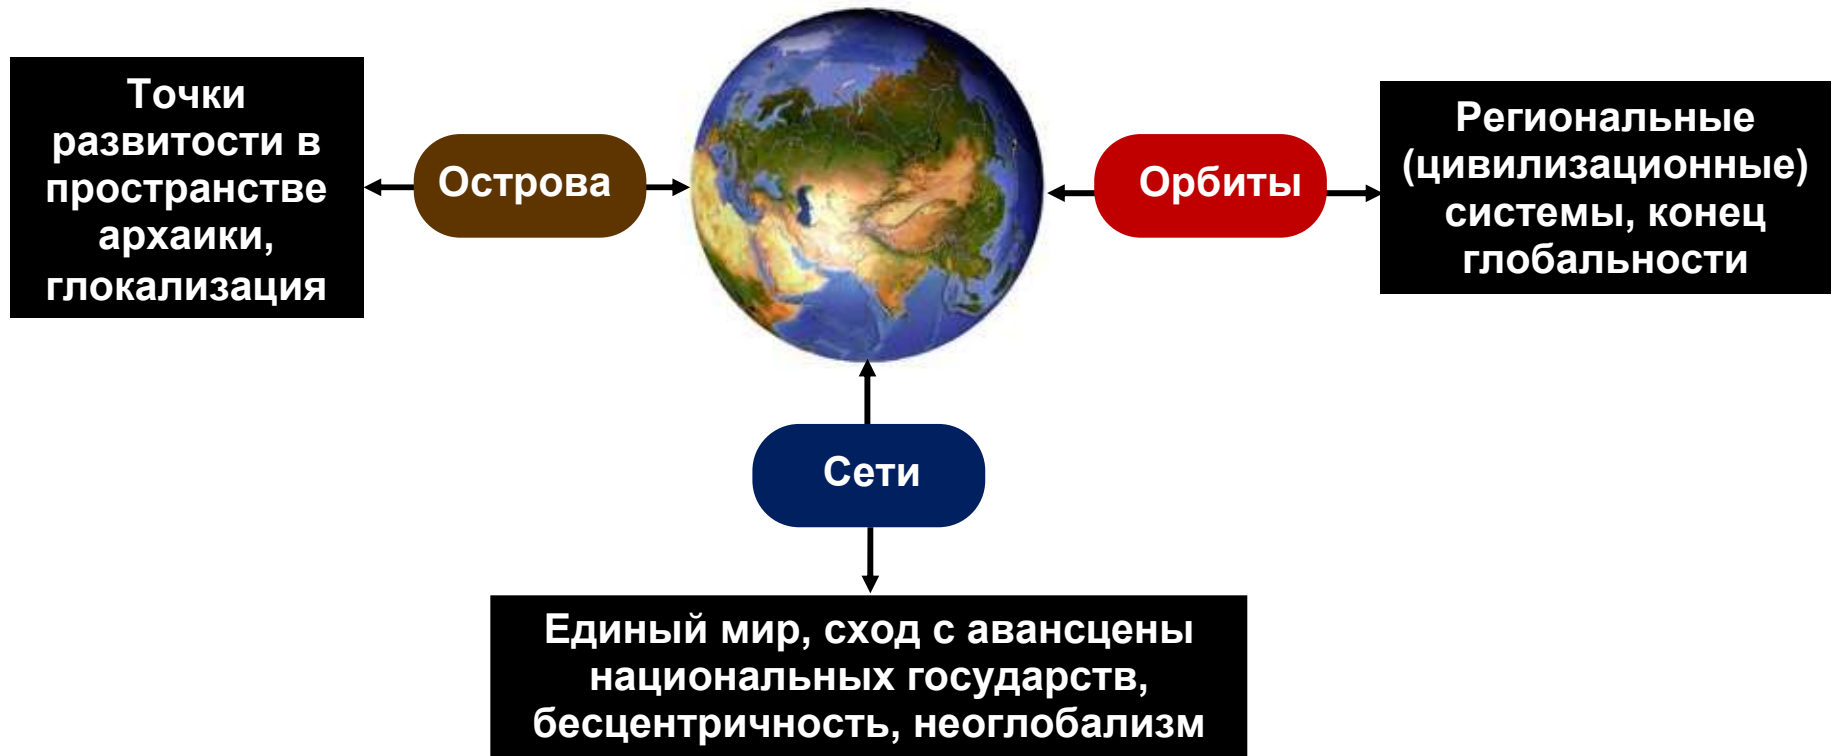 Точки
развитости в
пространстве
архаики,
глокализация
Острова
Орбиты
Региональные
(цивилизационные)
системы, конец
глобальности
Сети
Единый мир, сход с авансцены
национальных государств,
бесцентричность, неоглобализм